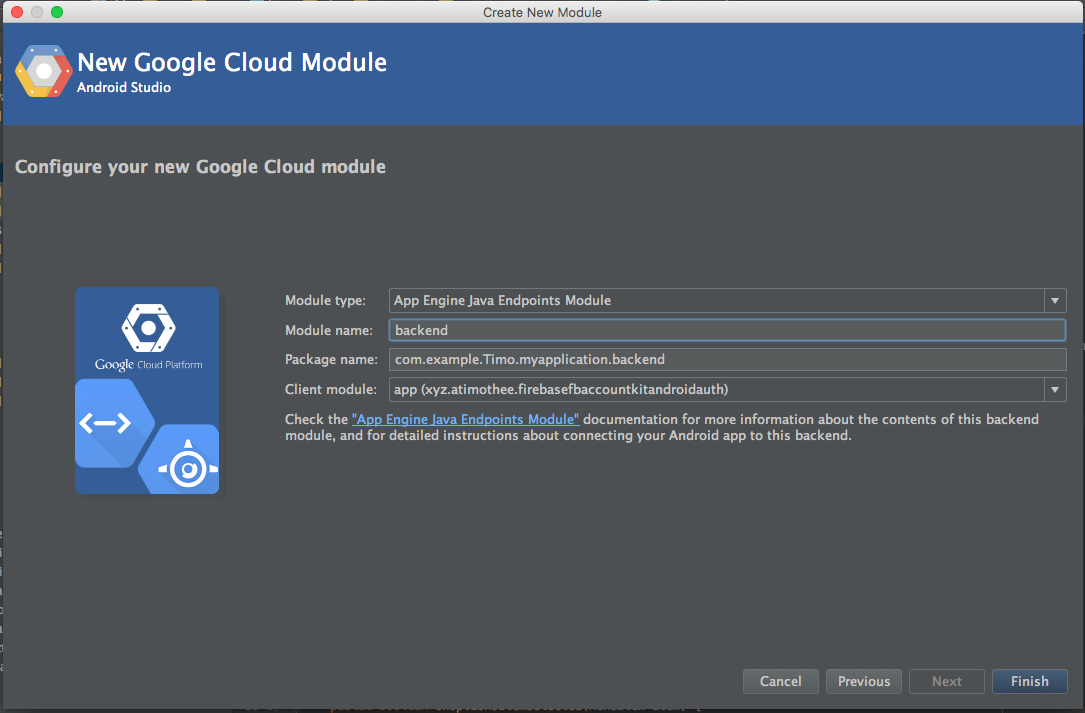 Create New Module
New Google Cloud Module
Android Studio
Configure your new Google Cloud module
Google Cloud Platform
Module type: App Engine Java Endpoints Module
Module name: backend
Package name: com.example.Timo.myapplication.backend
Client module: app (xyz.atimothee.firebasefbaccountkitandroidauth)
Check the "App Engine Java Endpoints Module" documentation for more information about the contents of this backend
module, and for detailed instructions about connecting your Android app to this backend.
Cancel Previous Next Finish